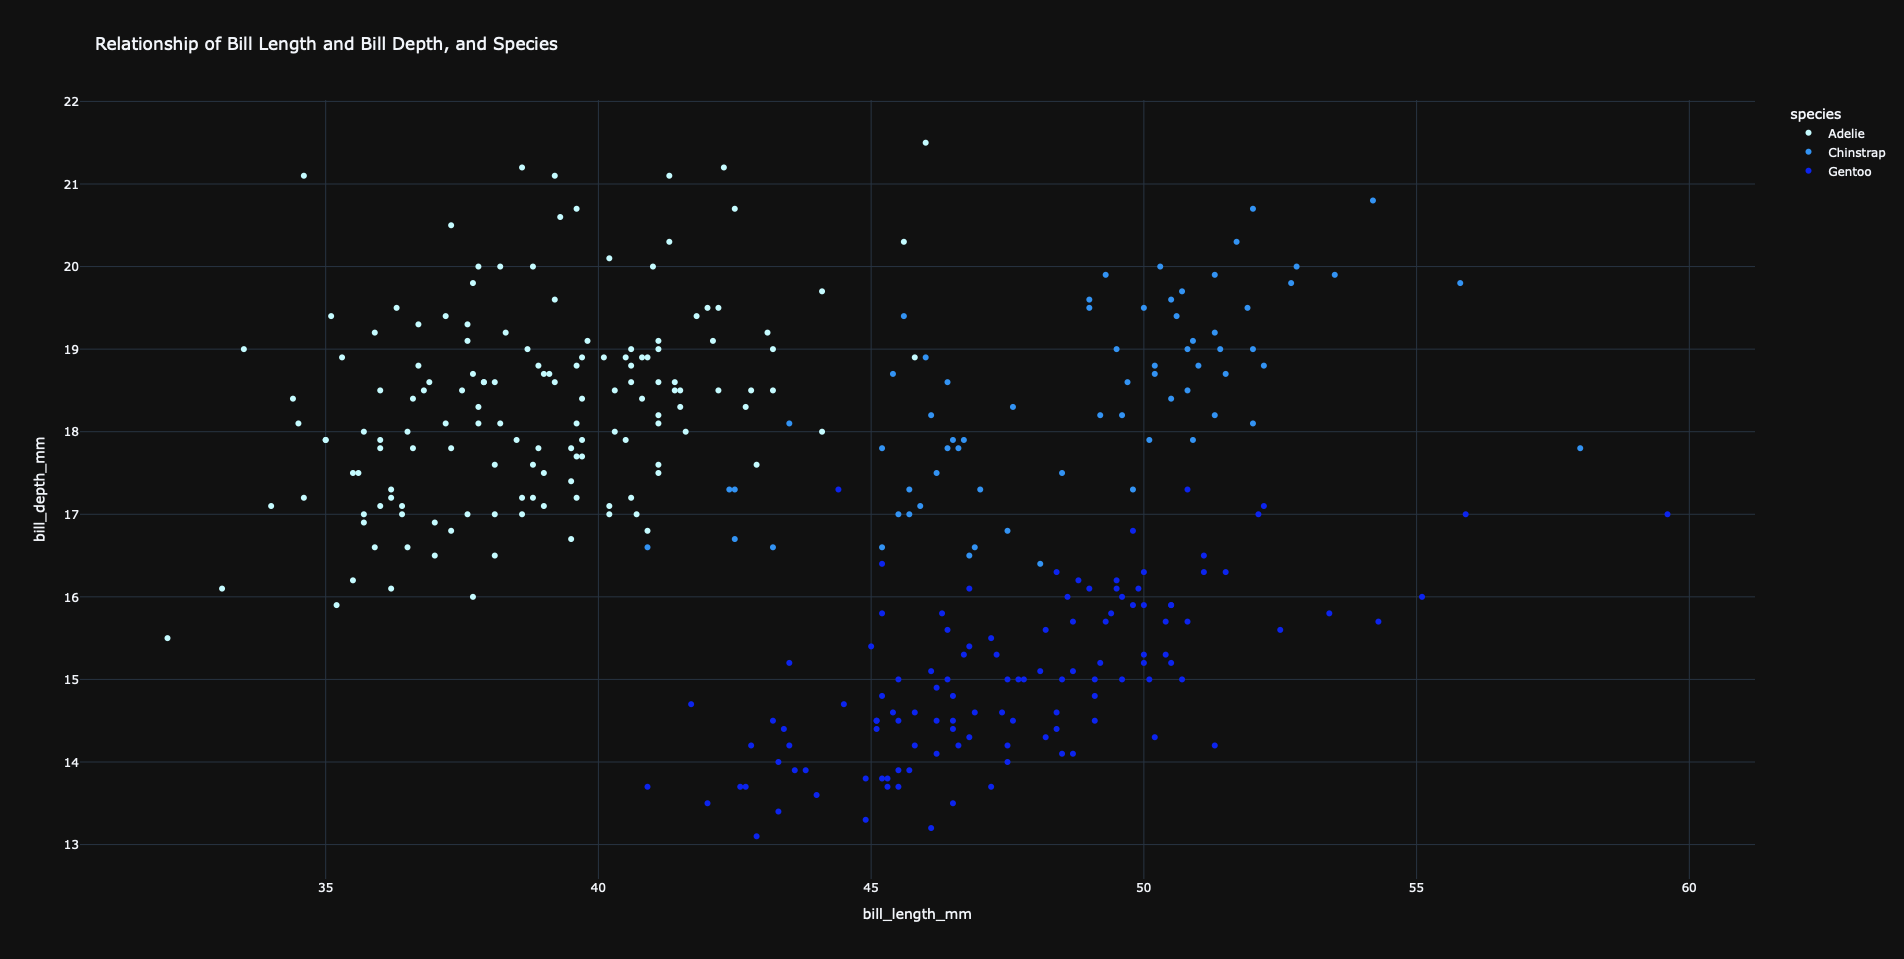 Relationship of Bill Length and Bill Depth, and Species
species
Adelie
Chinstrap
Gentoo
bill_depth_mm
22
21
20
19
18
17
16
15
14
13
35 40 45 50 55 60
bill_length_mm